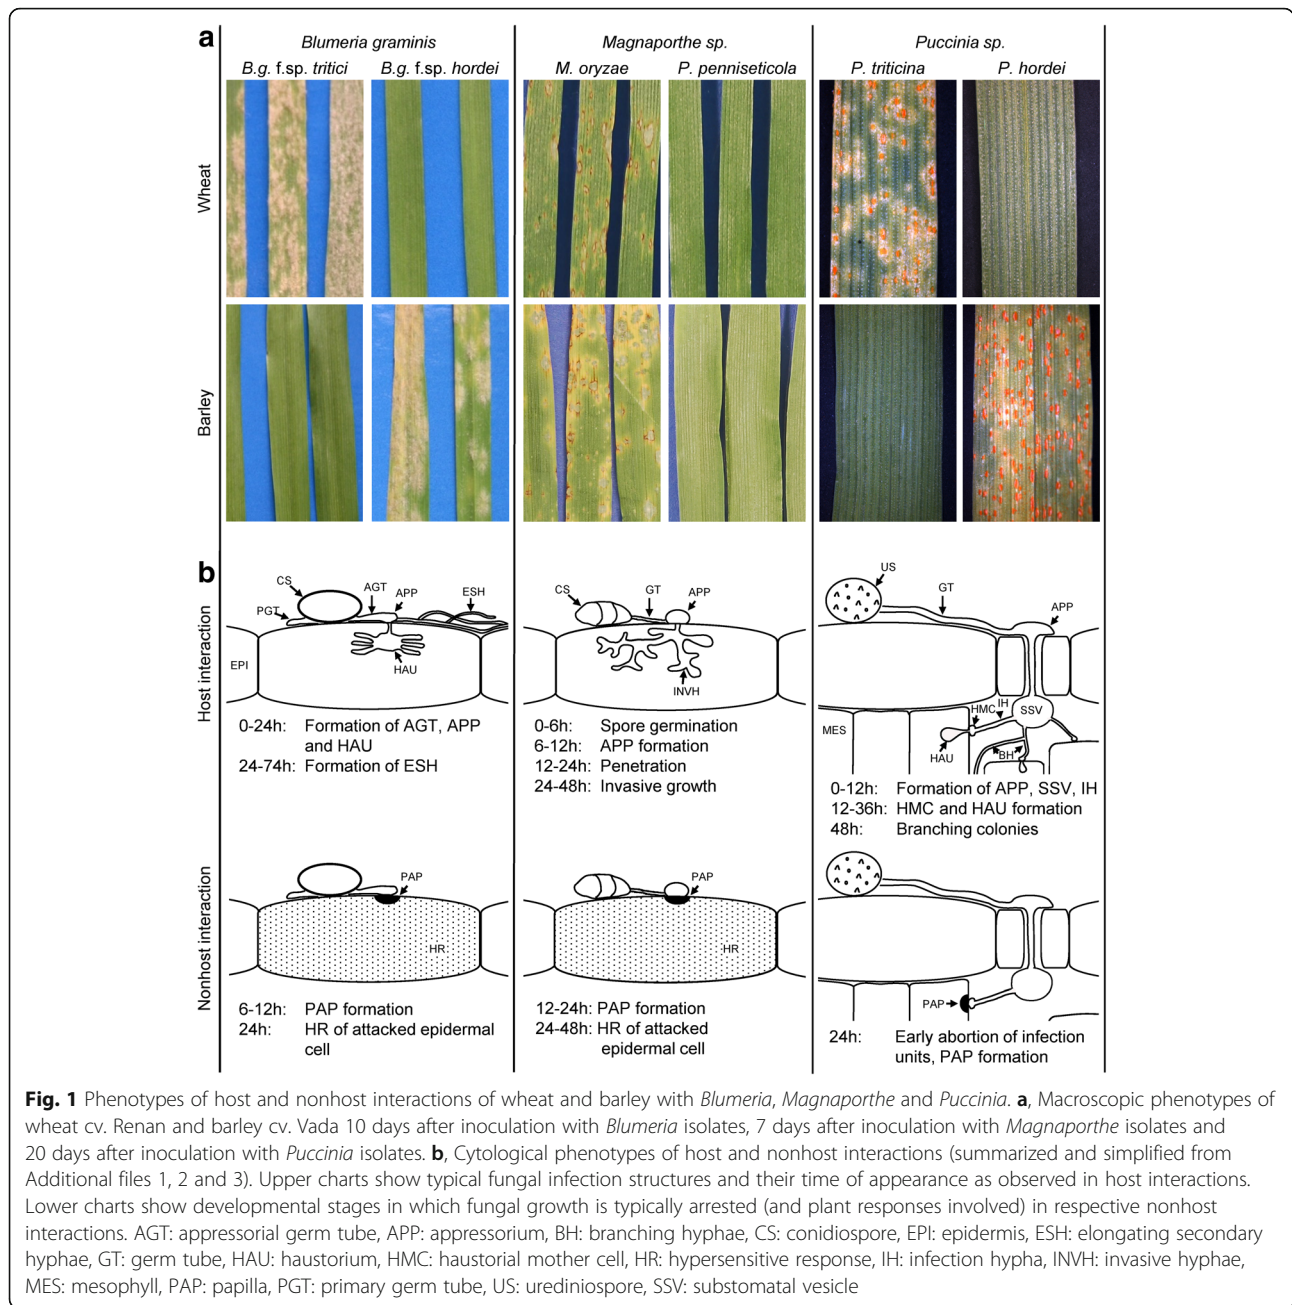 a
Blumeria graminis
Magnaporthe sp.
Puccinia sp.
B.g. f.sp. tritici
B.g. f.sp. hordei
M. oryzae
P. penniseticola
P. triticina
P. hordei
Wheat
Barley
b
Host interaction
CS
PGT
AGT
APP
ESH
EPI
HAU
0-24h: Formation of AGT, APP
and HAU
24-74h: Formation of ESH
CS
GT
APP
INVH
0-6h: Spore germination
6-12h: APP formation
12-24h: Penetration
24-48h: Invasive growth
US
GT
APP
MES
HMC
IH
SSV
HAU
BH
0-12h: Formation of APP, SSV, IH
12-36h: HMC and HAU formation
48h: Branching colonies
Nonhost interaction
PAP
HR
6-12h: PAP formation
24h: HR of attacked epidermal
cell
PAP
HR
12-24h: PAP formation
24-48h: HR of attacked
epidermal cell
PAP
24h: Early abortion of infection
units, PAP formation
Fig. 1 Phenotypes of host and nonhost interactions of wheat and barley with Blumeria, Magnaporthe and Puccinia. a, Macroscopic phenotypes of
wheat cv. Renan and barley cv. Vada 10 days after inoculation with Blumeria isolates, 7 days after inoculation with Magnaporthe isolates and
20 days after inoculation with Puccinia isolates. b, Cytological phenotypes of host and nonhost interactions (summarized and simplified from
Additional files 1, 2 and 3). Upper charts show typical fungal infection structures and their time of appearance as observed in host interactions.
Lower charts show developmental stages in which fungal growth is typically arrested (and plant responses involved) in respective nonhost
interactions. AGT: appressorial germ tube, APP: appressorium, BH: branching hyphae, CS: conidiospore, EPI: epidermis, ESH: elongating secondary
hyphae, GT: germ tube, HAU: haustorium, HMC: haustorial mother cell, HR: hypersensitive response, IH: infection hypha, INVH: invasive hyphae,
MES: mesophyll, PAP: papilla, PGT: primary germ tube, US: urediniospore, SSV: substomatal vesicle